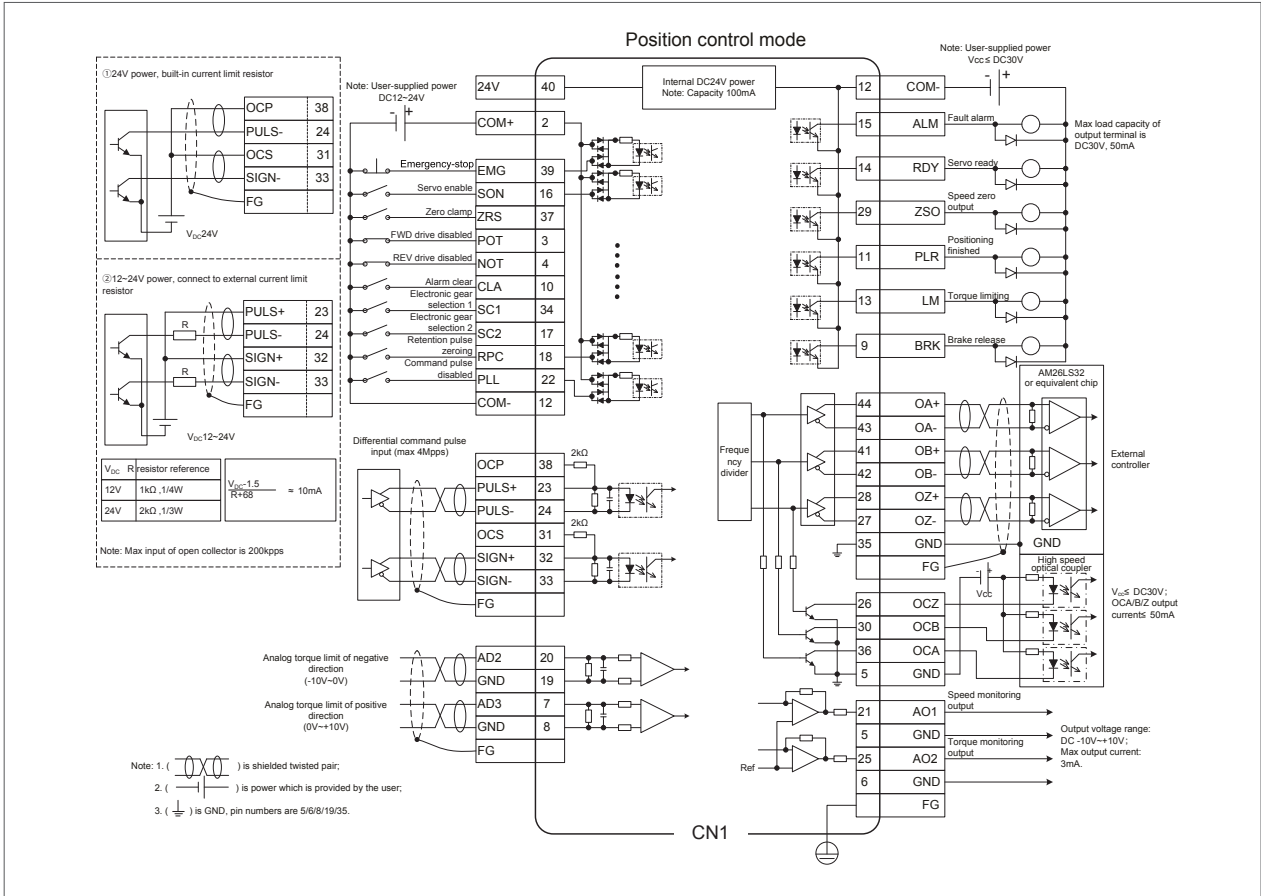 Position control mode
①24V power, built-in current limit resistor
OCP 38
PULS- 24
OCS 31
SIGN- 33
FG
VDC24V
②12~24V power, connect to external current limit
resistor
PULS+ 23
R
PULS- 24
SIGN+ 32
R
SIGN- 33
FG
VDC12~24V
VDC R resistor reference
12V 1kΩ ,1/4W
24V 2kΩ ,1/3W
VDC-1.5
R+68
≈ 10mA
Note: Max input of open collector is 200kpps
Note: User-supplied power
DC12~24V
- +
24V 40
COM+ 2
Emergency-stop EMG 39
Servo enable SON 16
Zero clamp ZRS 37
FWD drive disabled POT 3
REV drive disabled NOT 4
Alarm clear CLA 10
Electronic gear
selection 1 SC1 34
Electronic gear
selection 2 SC2 17
Retention pulse
zeroing RPC 18
Command pulse
disabled PLL 22
COM- 12
Differential command pulse
input (max 4Mpps)
OCP 38 2kΩ
PULS+ 23
PULS- 24
OCS 31 2kΩ
SIGN+ 32
SIGN- 33
FG
Analog torque limit of negative
direction
(-10V~0V)
AD2 20
GND 19
Analog torque limit of positive
direction
(0V~+10V)
AD3 7
GND 8
FG
Note: 1. ( ) is shielded twisted pair;
2. ( ) is power which is provided by the user;
3. ( ) is GND, pin numbers are 5/6/8/19/35.
Internal DC24V power
Note: Capacity 100mA
Note: User-supplied power
Vcc≤ DC30V
- +
12 COM-
15 ALM Fault alarm
14 RDY Servo ready
29 ZSO Speed zero
output
11 PLR Positioning
finished
13 LM Torque limiting
9 BRK Brake release
Max load capacity of
output terminal is
DC30V, 50mA
AM26LS32
or equivalent chip
Freque
ncy
divider
44 OA+
43 OA-
41 OB+
42 OB-
28 OZ+
27 OZ-
35 GND
FG
External
controller
GND
High speed
optical coupler
- +
Vcc
26 OCZ
30 OCB
36 OCA
5 GND
Vcc≤ DC30V;
OCA/B/Z output
current≤ 50mA
21 AO1 Speed monitoring
output
5 GND
25 AO2 Torque monitoring
output
6 GND
FG
Ref
Output voltage range:
DC -10V~+10V;
Max output current:
3mA.
CN1